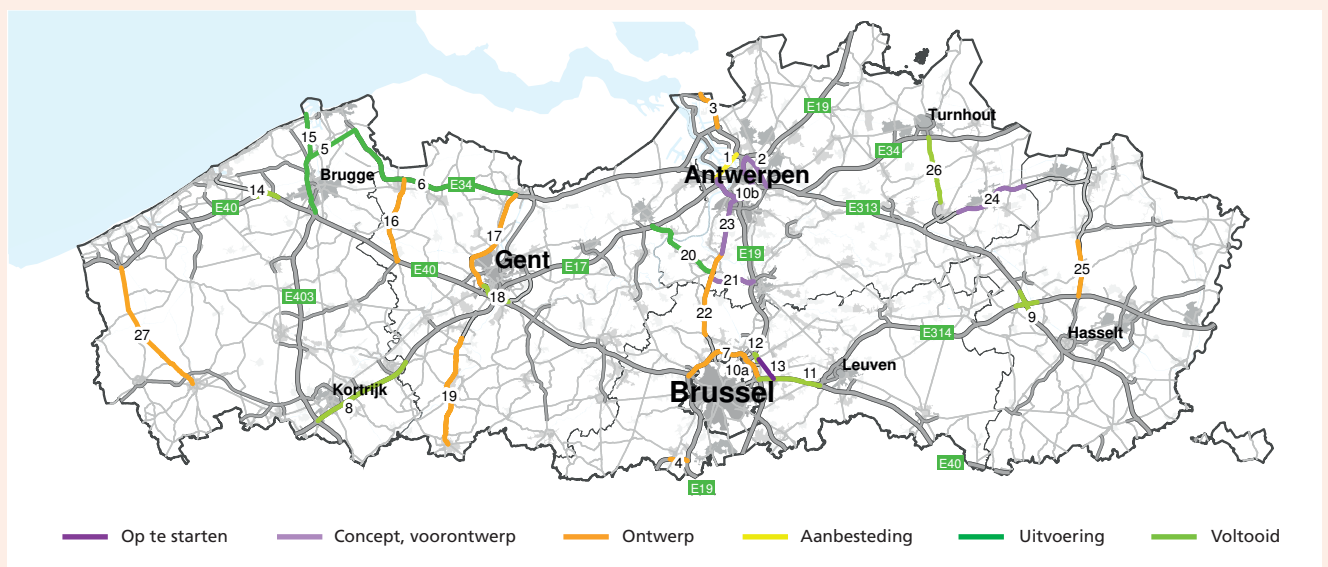 3
E19
Turnhout
15
5
1
2
E34
Brugge
Antwerpen
26
14
6
E34
10b
24
E40
E313
16
23
17
E19
Gent
20
E40
E17
25
21
E403
18
22
9
27
E314
Hasselt
12
7
13
Leuven
10a
11
Kortrijk
Brussel
19
8
4
E40
E19
Op te starten
Concept, voorontwerp
Ontwerp
Aanbesteding
Uitvoering
Voltooid